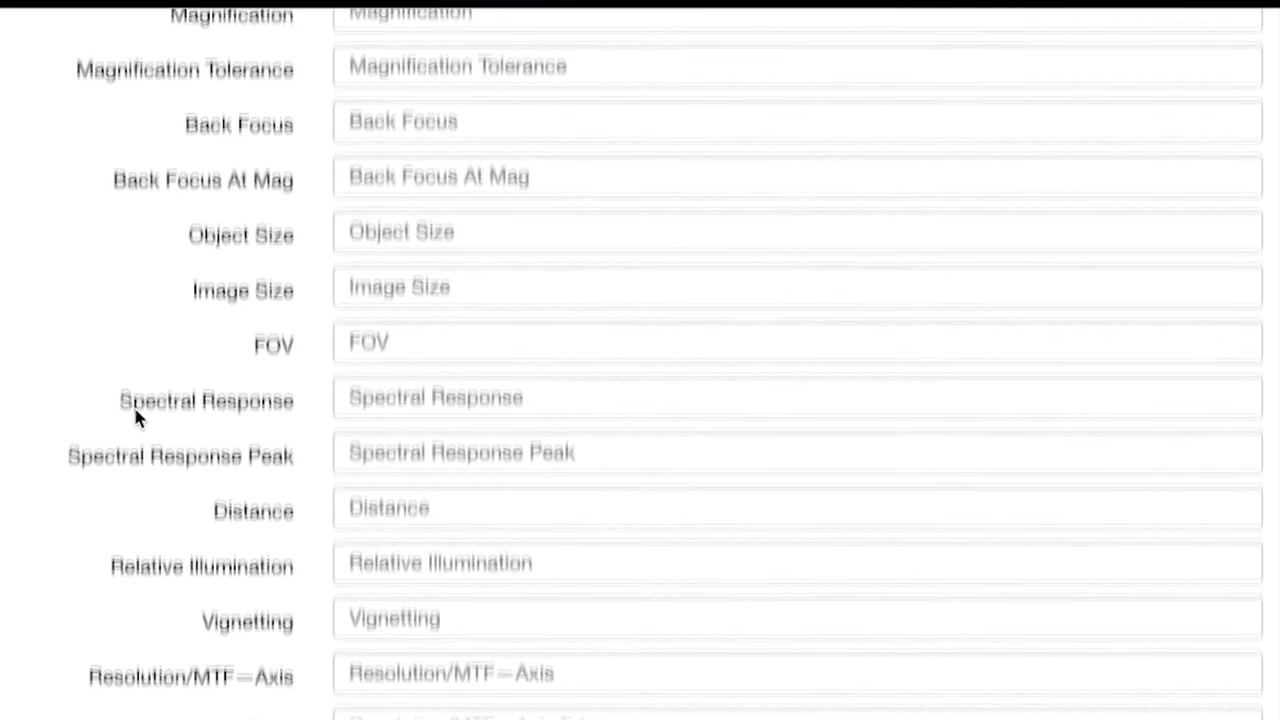 Magnification Magnification
Magnification Tolerance Magnification Tolerance
Back Focus Back Focus
Back Focus At Mag Back Focus At Mag
Object Size Object Size
Image Size Image Size
FOV FOV
Spectral Response Spectral Response
Spectral Response Peak Spectral Response Peak
Distance Distance
Relative Illumination Relative Illumination
Vignetting Vignetting
Resolution/MTF-Axis Resolution/MTF-Axis